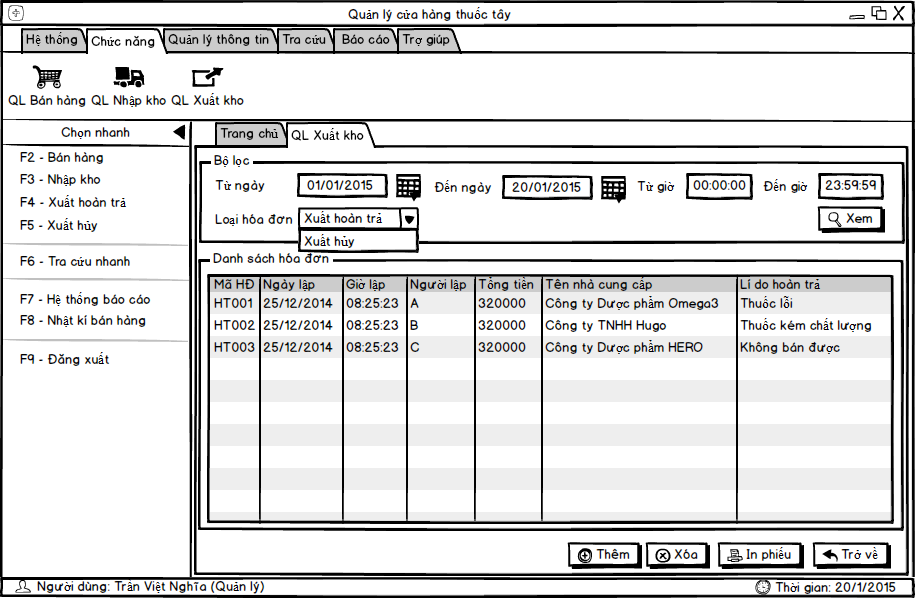 Quản lý cửa hàng thuốc tây
Hệ thống Chức năng Quản lý thông tin Tra cứu Báo cáo Trợ giúp
QL Bán hàng QL Nhập kho QL Xuất kho
Chọn nhanh
F2 - Bán hàng
F3 - Nhập kho
F4 - Xuất hoàn trả
F5 - Xuất hủy
F6 - Tra cứu nhanh
F7 - Hệ thống báo cáo
F8 - Nhật kí bán hàng
F9 - Đăng xuất
Trang chủ QL Xuất kho
Bộ lọc
Từ ngày 01/01/2015 Đến ngày 20/01/2015 Từ giờ 00:00:00 Đến giờ 23:59:59
Loại hóa đơn Xuất hoàn trả Xem
Xuất hủy
Danh sách hóa đơn
Mã HĐ Ngày lập Giờ lập Người lập Tổng tiền Tên nhà cung cấp Lí do hoàn trả
HT001 25/12/2014 08:25:23 A 320000 Công ty Dược phẩm Omega3 Thuốc lỗi
HT002 25/12/2014 08:25:23 B 320000 Công ty TNHH Hugo Thuốc kém chất lượng
HT003 25/12/2014 08:25:23 C 320000 Công ty Dược phẩm HERO Không bán được
Thêm Xóa In phiếu Trở về
Người dùng: Trần Việt Nghĩa (Quản lý) Thời gian: 20/1/2015